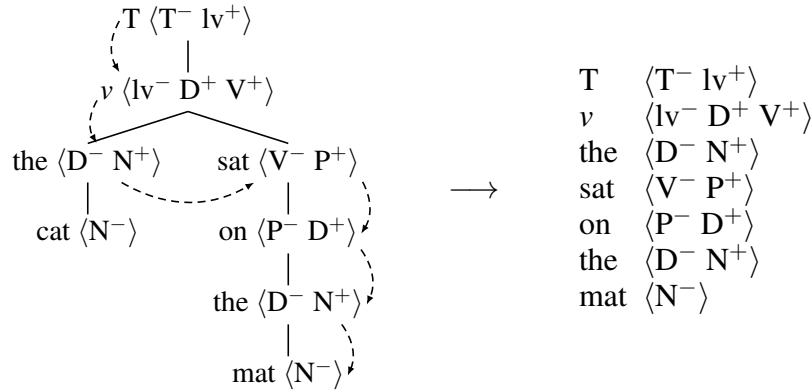 T ⟨T⁻ lv⁺⟩
v ⟨lv⁻ D⁺ V⁺⟩
the ⟨D⁻ N⁺⟩ sat ⟨V⁻ P⁺⟩
cat ⟨N⁻⟩ on ⟨P⁻ D⁺⟩
the ⟨D⁻ N⁺⟩
mat ⟨N⁻⟩
T ⟨T⁻ lv⁺⟩
v ⟨lv⁻ D⁺ V⁺⟩
the ⟨D⁻ N⁺⟩
sat ⟨V⁻ P⁺⟩
on ⟨P⁻ D⁺⟩
the ⟨D⁻ N⁺⟩
mat ⟨N⁻⟩